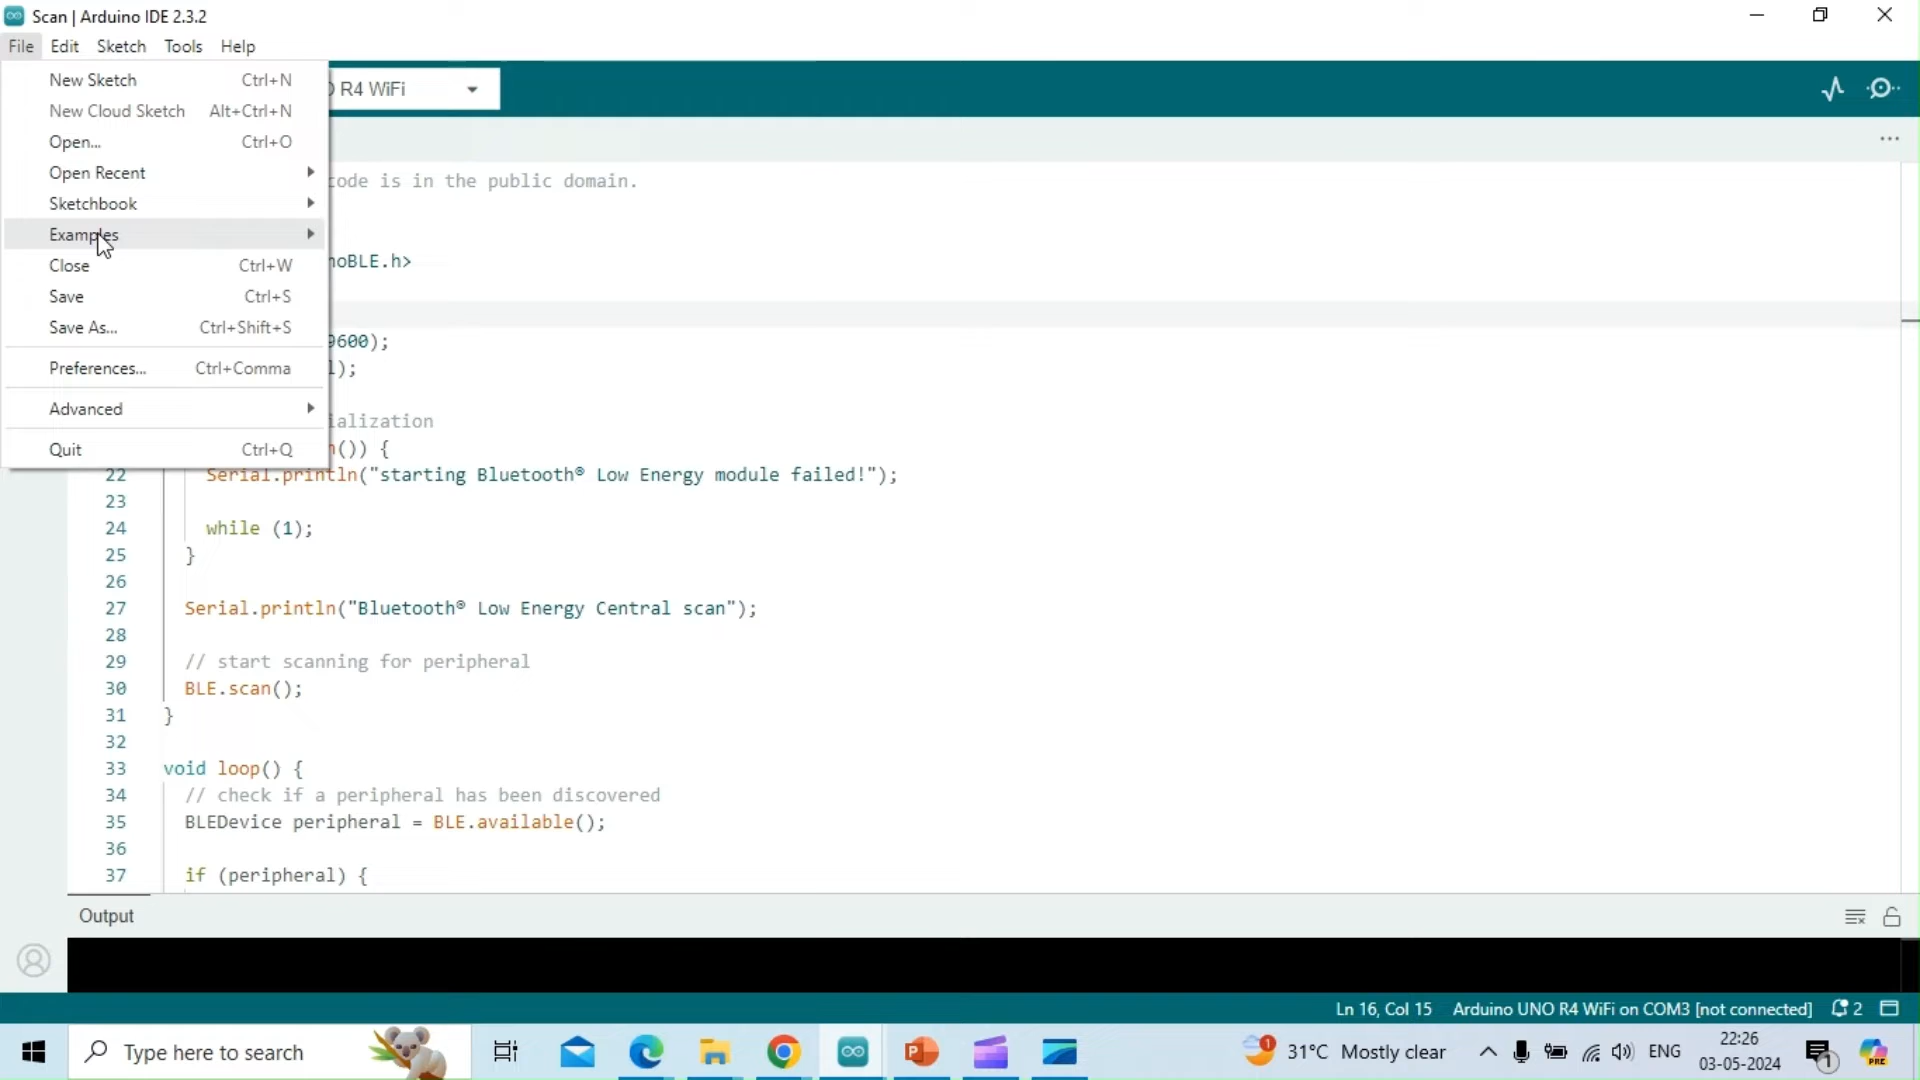 Scan | Arduino IDE 2.3.2
File Edit Sketch Tools Help
New Sketch Ctrl+N
New Cloud Sketch Alt+Ctrl+N
Open... Ctrl+O
Open Recent
Sketchbook
Examples
Close Ctrl+W
Save Ctrl+S
Save As... Ctrl+Shift+S
Preferences... Ctrl+Comma
Advanced
Quit Ctrl+Q
R4 WiFi
code is in the public domain.
noBLE.h>
9600);
);
ialization
()) {
22 Serial.println("starting Bluetooth® Low Energy module failed!");
23
24 while (1);
25 }
26
27 Serial.println("Bluetooth® Low Energy Central scan");
28
29 // start scanning for peripheral
30 BLE.scan();
31 }
32
33 void loop() {
34 // check if a peripheral has been discovered
35 BLEDevice peripheral = BLE.available();
36
37 if (peripheral) {
Output
Ln 16, Col 15 Arduino UNO R4 WiFi on COM3 [not connected] 2
Type here to search
1 31°C Mostly clear ENG 22:26 03-05-2024 1 PRE